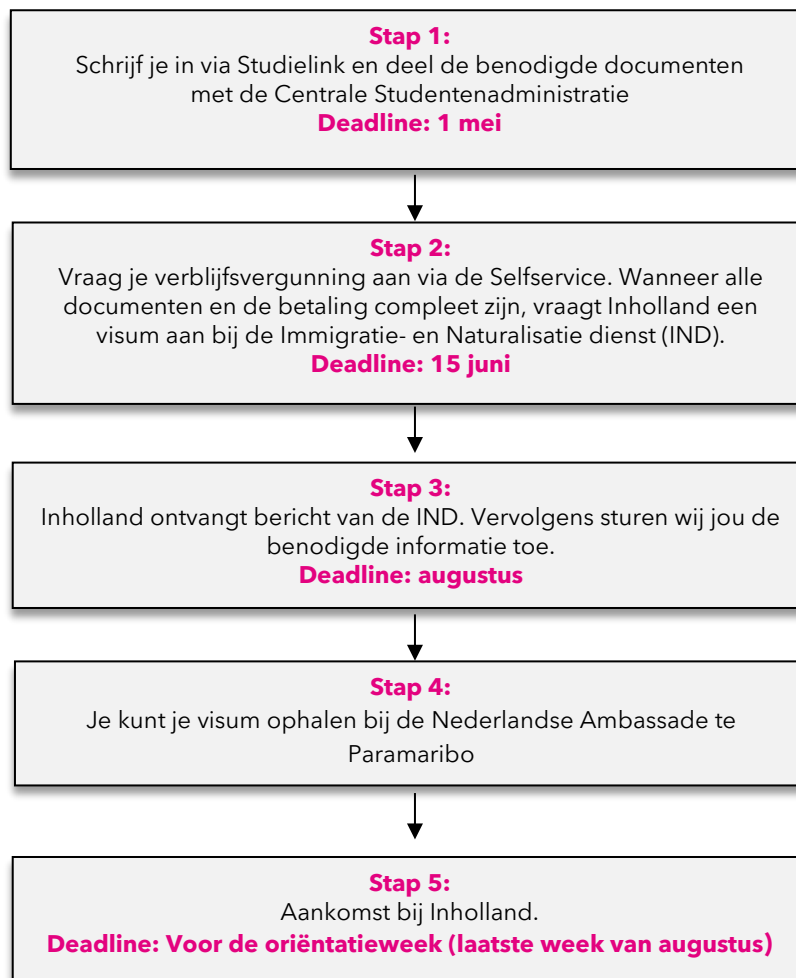 Stap 1:
Schrijf je in via Studielink en deel de benodigde documenten
met de Centrale Studentenadministratie
Deadline: 1 mei
Stap 2:
Vraag je verblijfsvergunning aan via de Selfservice. Wanneer alle
documenten en de betaling compleet zijn, vraagt Inholland een
visum aan bij de Immigratie- en Naturalisatie dienst (IND).
Deadline: 15 juni
Stap 3:
Inholland ontvangt bericht van de IND. Vervolgens sturen wij jou de
benodigde informatie toe.
Deadline: augustus
Stap 4:
Je kunt je visum ophalen bij de Nederlandse Ambassade te
Paramaribo
Stap 5:
Aankomst bij Inholland.
Deadline: Voor de oriëntatieweek (laatste week van augustus)